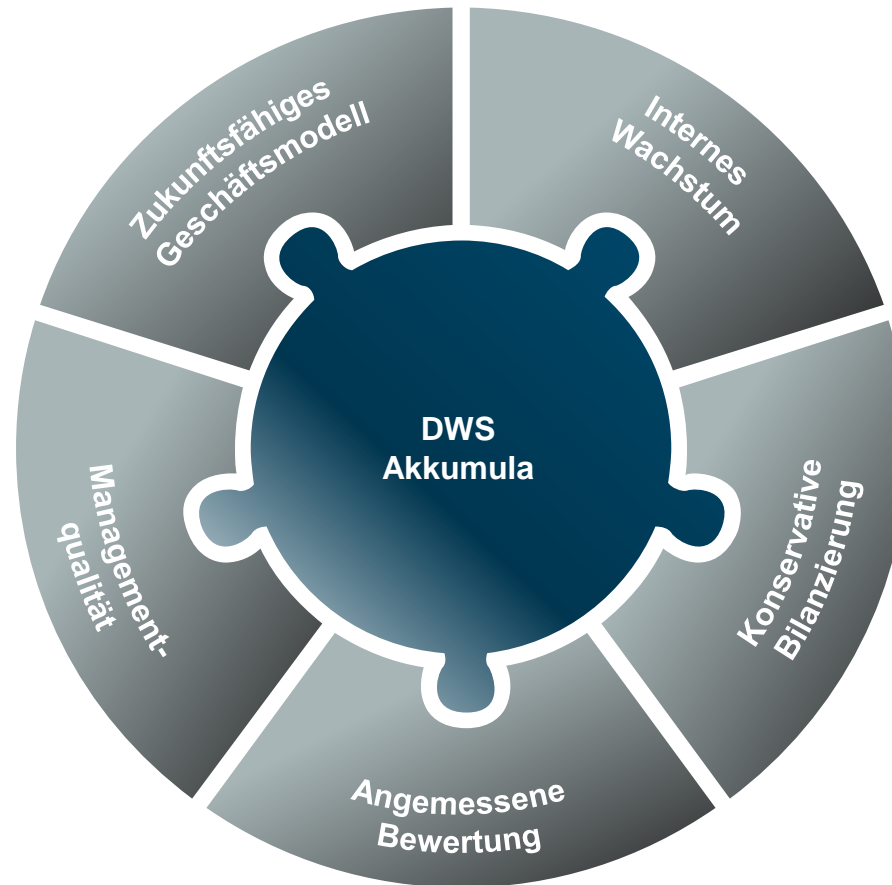 Zukunftsfähiges
Geschäftsmodell
Internes
Wachstum
DWS
Akkumula
Management-
qualität
Konservative
Bilanzierung
Angemessene
Bewertung